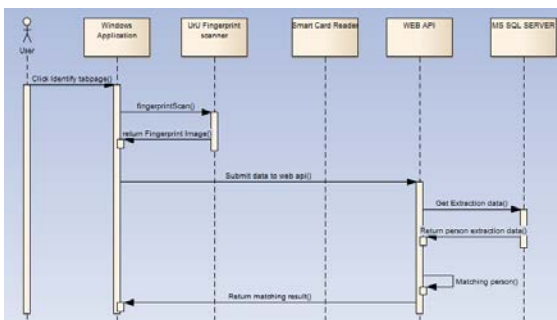 User
Windows
Application
UrU Fingerprint
scanner
Smart Card Reader
WEB API
MS SQL SERVER
Click Identify tabpage()
fingerprintScan()
return Fingerprint Image()
Submit data to web api()
Get Extraction data()
Return person extraction data()
Matching person()
Return matching result()